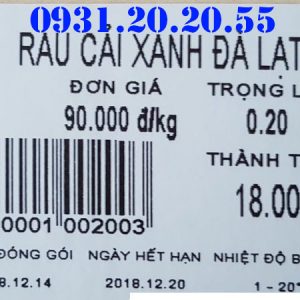 0931.20.20.55
RAU CẢI XANH ĐÀ LẠT
ĐƠN GIÁ TRỌNG L
90.000 đ/kg 0.20
THÀNH T
18.00
0001 002003
ĐÓNG GÓI NGÀY HẾT HẠN NHIỆT ĐỘ B
8.12.14 2018.12.20 1 - 20